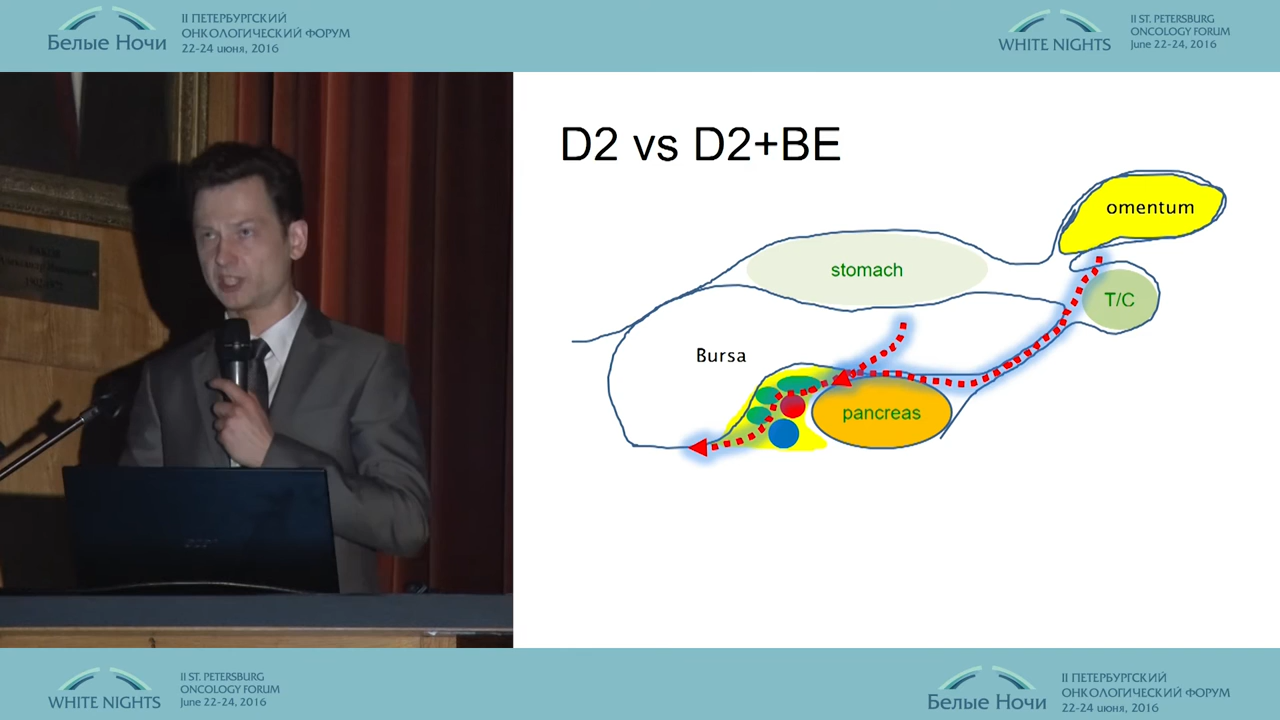 Белые Ночи
II ПЕТЕРБУРГСКИЙ
ОНКОЛОГИЧЕСКИЙ ФОРУМ
22-24 июня, 2016
WHITE NIGHTS
II ST. PETERSBURG
ONCOLOGY FORUM
June 22-24, 2016
D2 vs D2+BE
omentum
stomach
T/C
Bursa
pancreas
WHITE NIGHTS
II ST. PETERSBURG
ONCOLOGY FORUM
June 22-24, 2016
Белые Ночи
II ПЕТЕРБУРГСКИЙ
ОНКОЛОГИЧЕСКИЙ ФОРУМ
22-24 июня, 2016